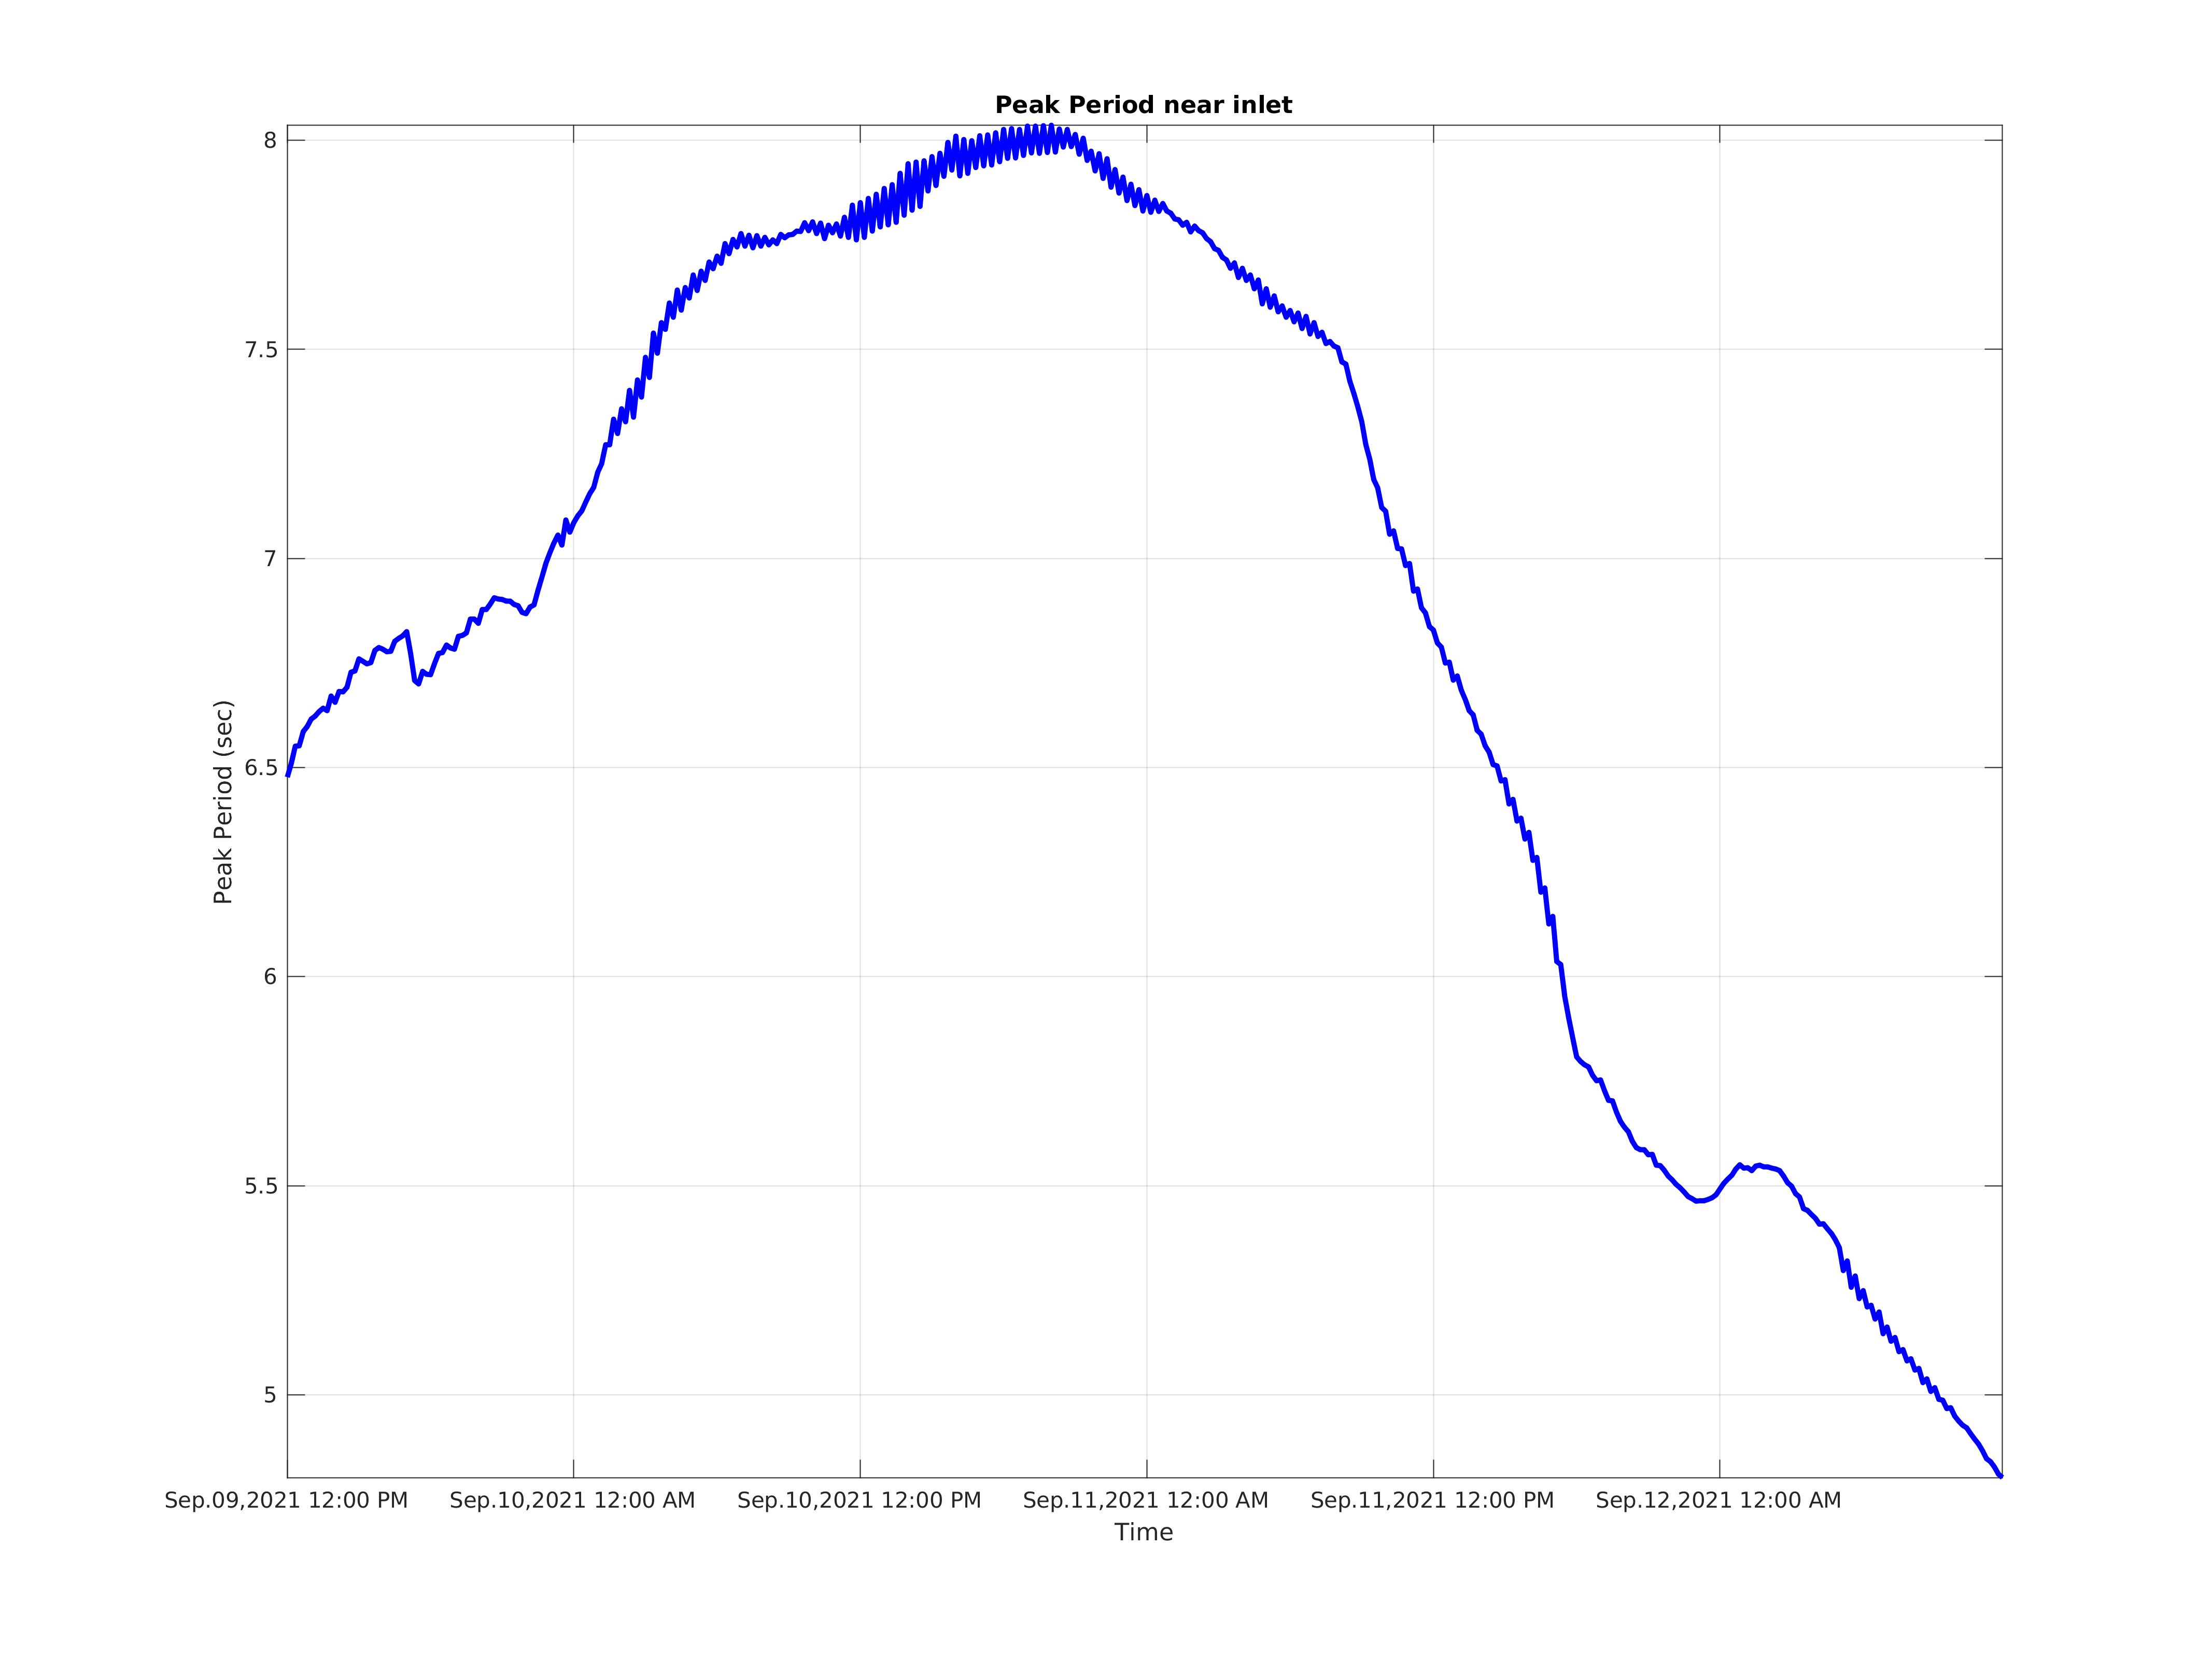 Peak Period near inlet
8
7.5
7
6.5
6
5.5
5
Peak Period (sec)
Sep.09,2021 12:00 PM
Sep.10,2021 12:00 AM
Sep.10,2021 12:00 PM
Sep.11,2021 12:00 AM
Sep.11,2021 12:00 PM
Sep.12,2021 12:00 AM
Time